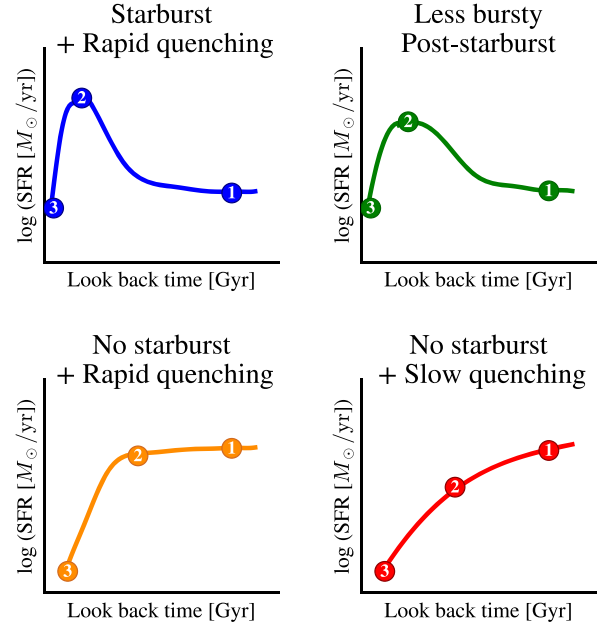 Starburst
+ Rapid quenching
log (SFR [M⊙/yr])
2
1
3
Look back time [Gyr]
Less bursty
Post-starburst
log (SFR [M⊙/yr])
2
1
3
Look back time [Gyr]
No starburst
+ Rapid quenching
log (SFR [M⊙/yr])
1
2
3
Look back time [Gyr]
No starburst
+ Slow quenching
log (SFR [M⊙/yr])
1
2
3
Look back time [Gyr]